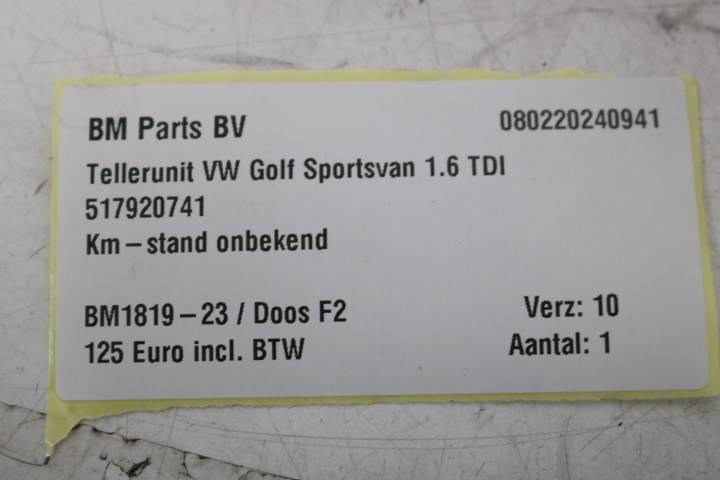 BM Parts BV 080220240941
Tellerunit VW Golf Sportsvan 1.6 TDI
517920741
Km-stand onbekend
BM1819-23 / Doos F2 Verz: 10
125 Euro incl. BTW Aantal: 1